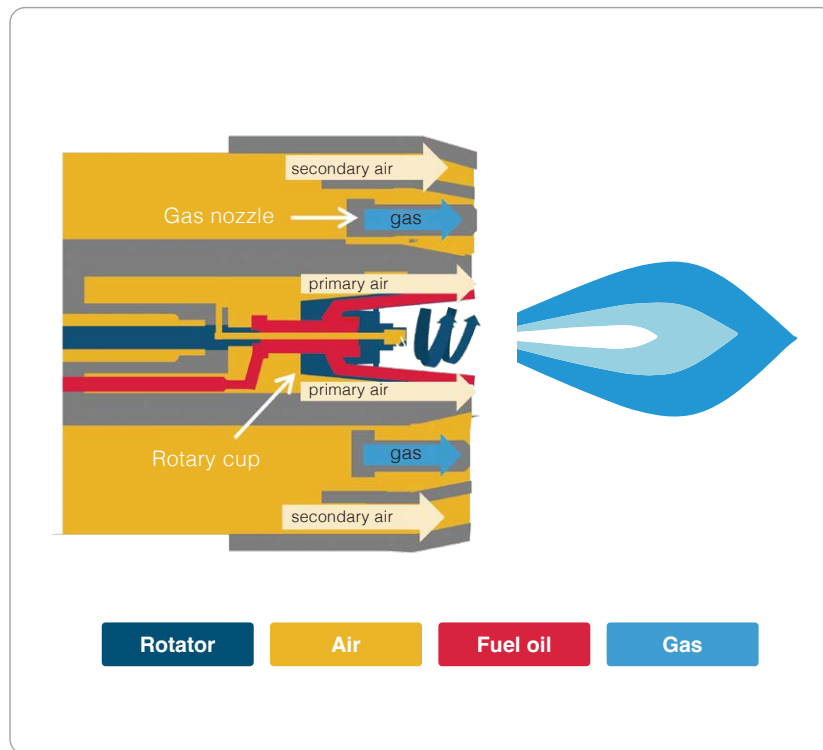 secondary air
Gas nozzle
gas
primary air
primary air
gas
Rotary cup
secondary air
Rotator
Air
Fuel oil
Gas